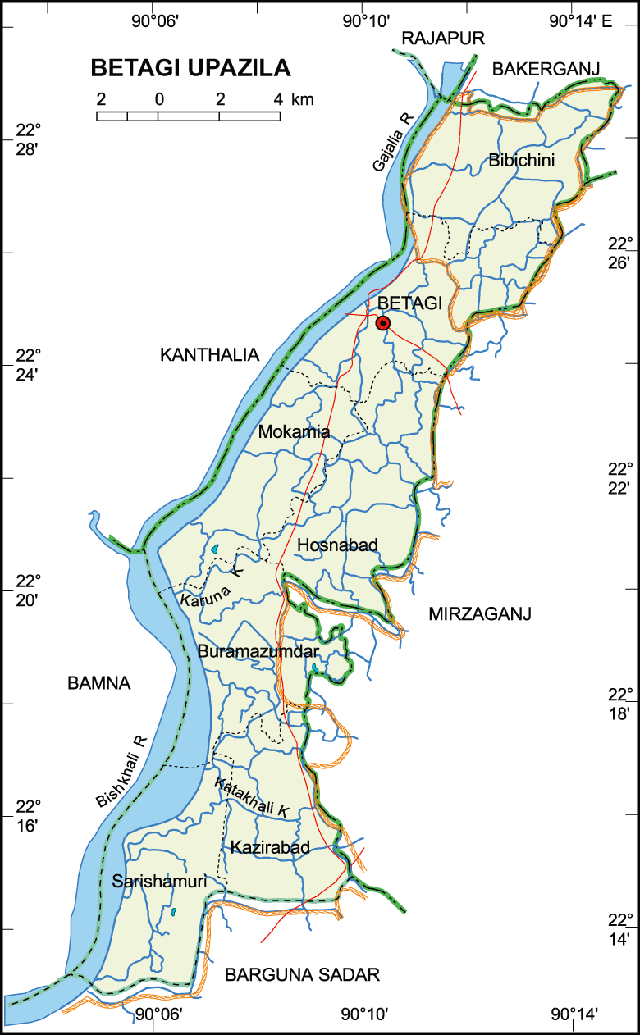 90°06' 90°10' 90°14' E
RAJAPUR
BETAGI UPAZILA
BAKERGANJ
2 0 2 4 km
Gajalia R
22°
28'
Bibichini
22°
26'
BETAGI
KANTHALIA
22°
24'
Mokamia
22°
22'
Hosnabad
22°
20'
Karuna K
MIRZAGANJ
Buramazumdar
BAMNA
22°
18'
Bishkhali R
Katakhali K
22°
16'
Kazirabad
Sarishamuri
22°
14'
BARGUNA SADAR
90°06' 90°10' 90°14'